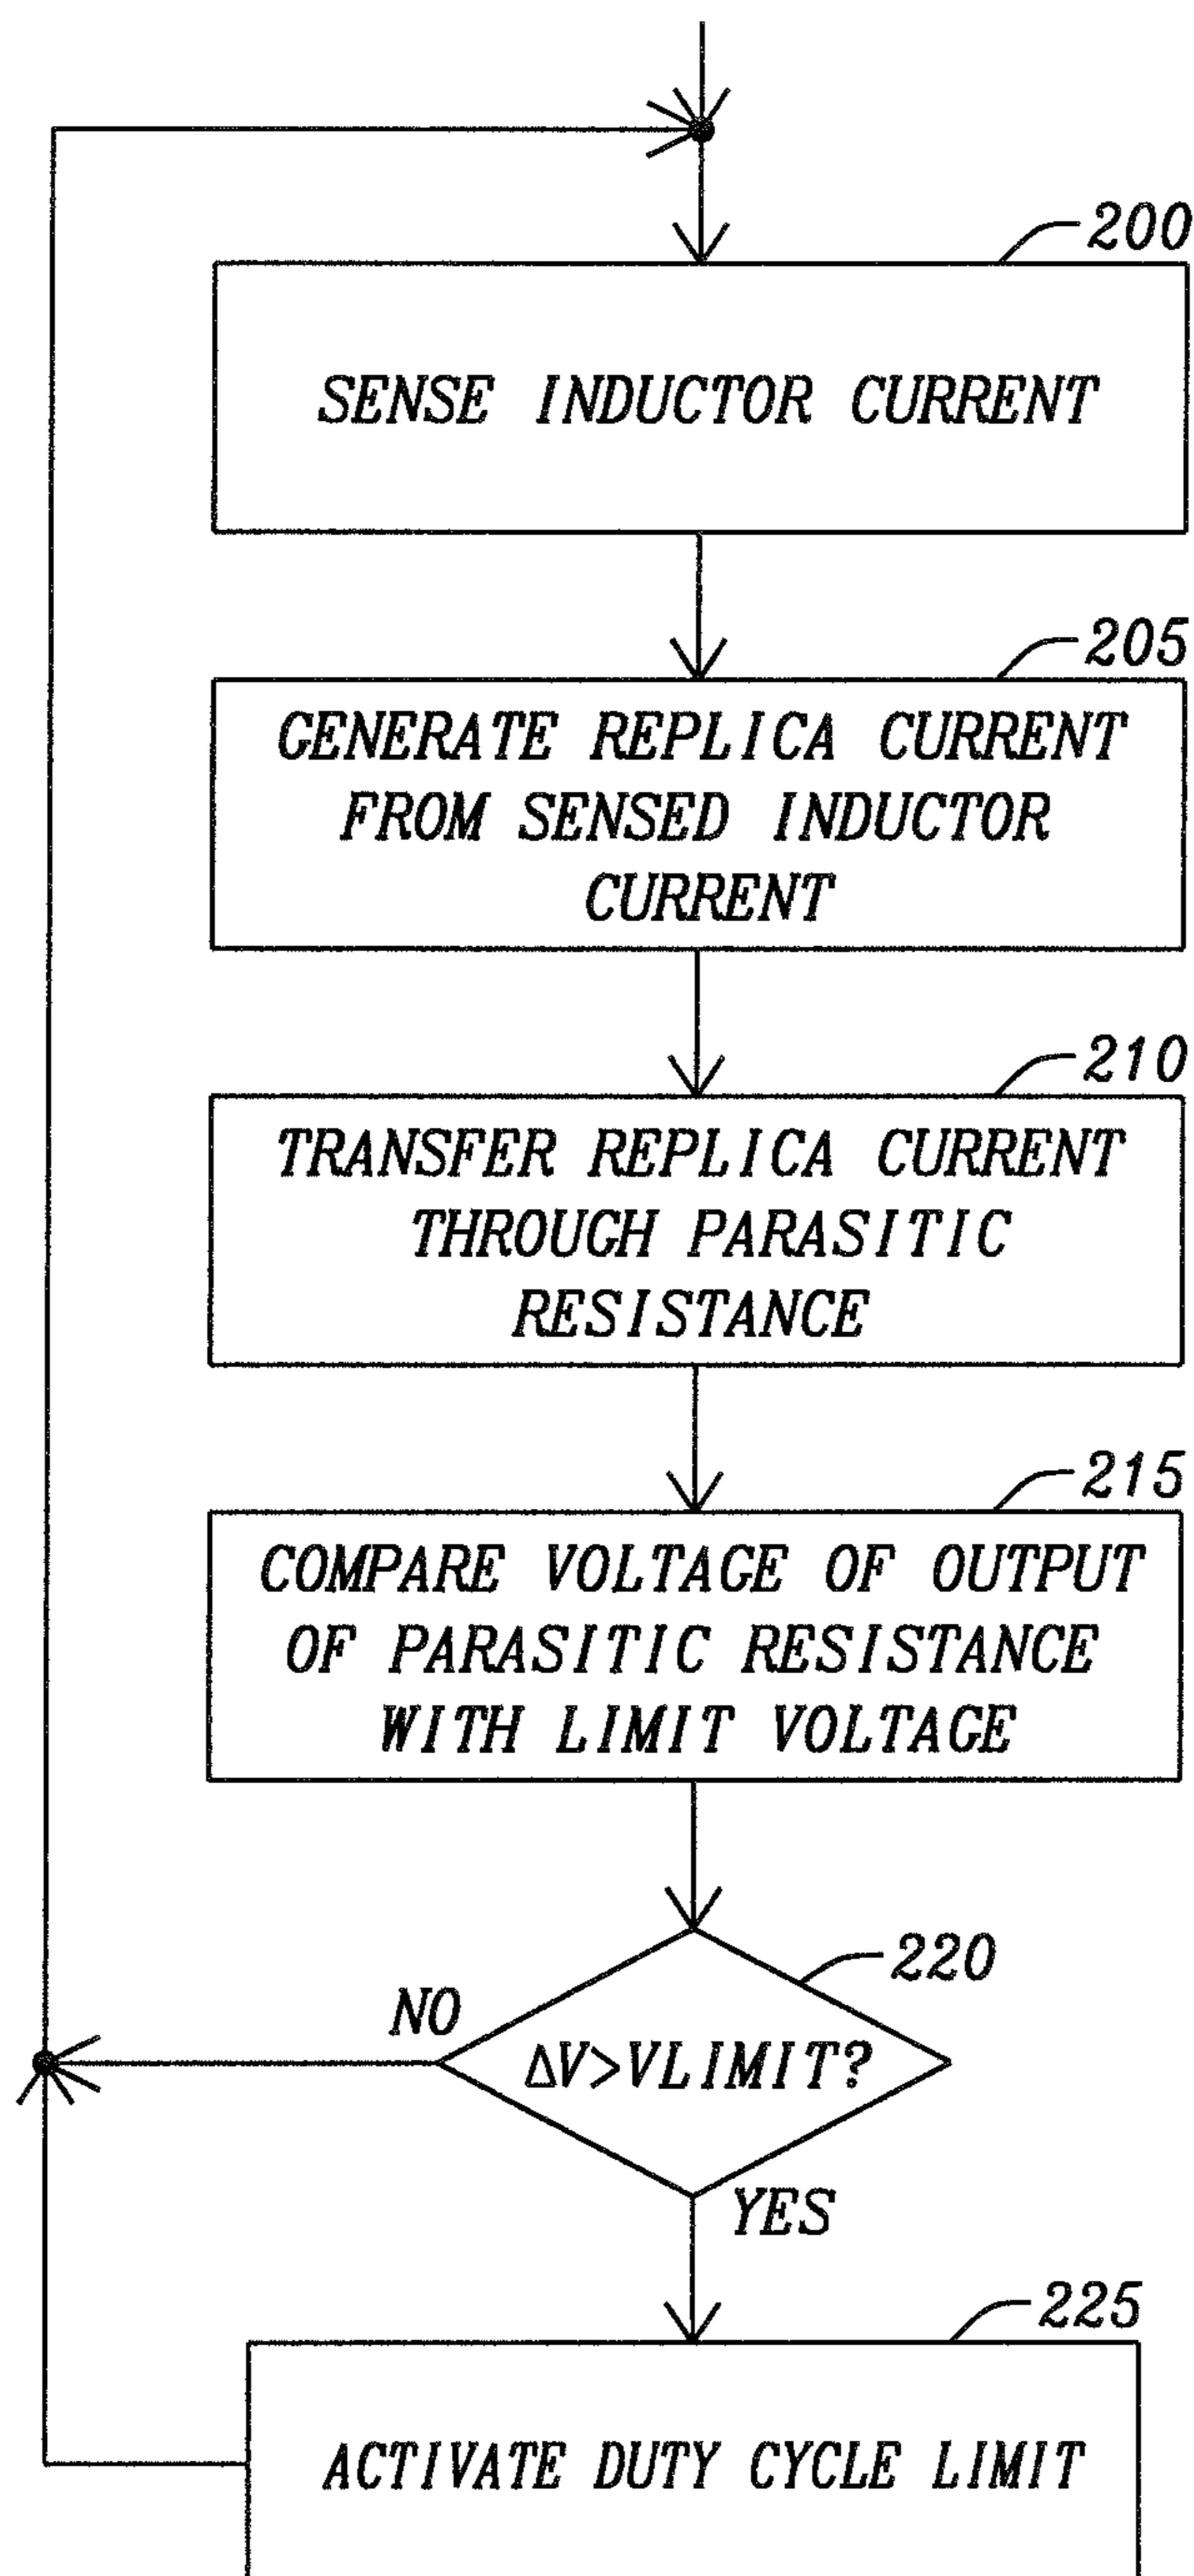 200
SENSE INDUCTOR CURRENT
205
GENERATE REPLICA CURRENT
FROM SENSED INDUCTOR
CURRENT
210
TRANSFER REPLICA CURRENT
THROUGH PARASITIC
RESISTANCE
215
COMPARE VOLTAGE OF OUTPUT
OF PARASITIC RESISTANCE
WITH LIMIT VOLTAGE
220
NO
ΔV>VLIMIT?
YES
225
ACTIVATE DUTY CYCLE LIMIT